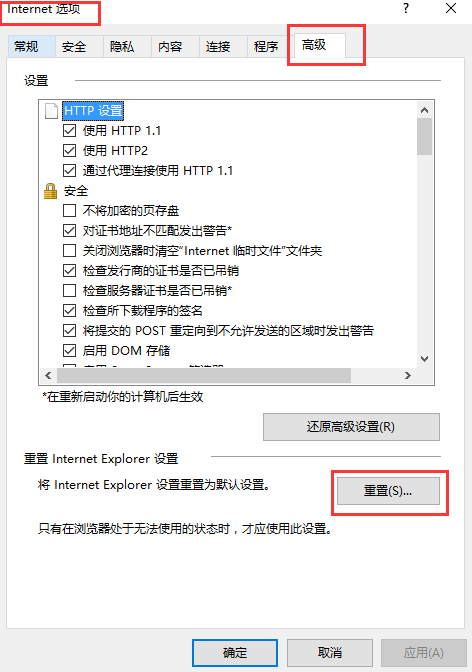 Internet 选项
?
常规 安全 隐私 内容 连接 程序 高级
设置
HTTP 设置
使用 HTTP 1.1
使用 HTTP2
通过代理连接使用 HTTP 1.1
安全
不将加密的页存盘
对证书地址不匹配发出警告*
关闭浏览器时清空"Internet 临时文件"文件夹
检查发行商的证书是否已吊销
检查服务器证书是否已吊销*
检查所下载程序的签名
将提交的 POST 重定向到不允许发送的区域时发出警告
启用 DOM 存储
*在重新启动你的计算机后生效
还原高级设置(R)
重置 Internet Explorer 设置
将 Internet Explorer 设置重置为默认设置。
重置(S)...
只有在浏览器处于无法使用的状态时，才应使用此设置。
确定 取消 应用(A)